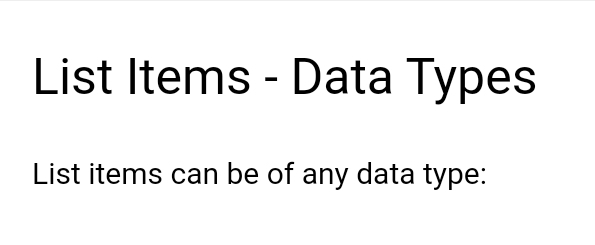 List Items - Data Types
List items can be of any data type: